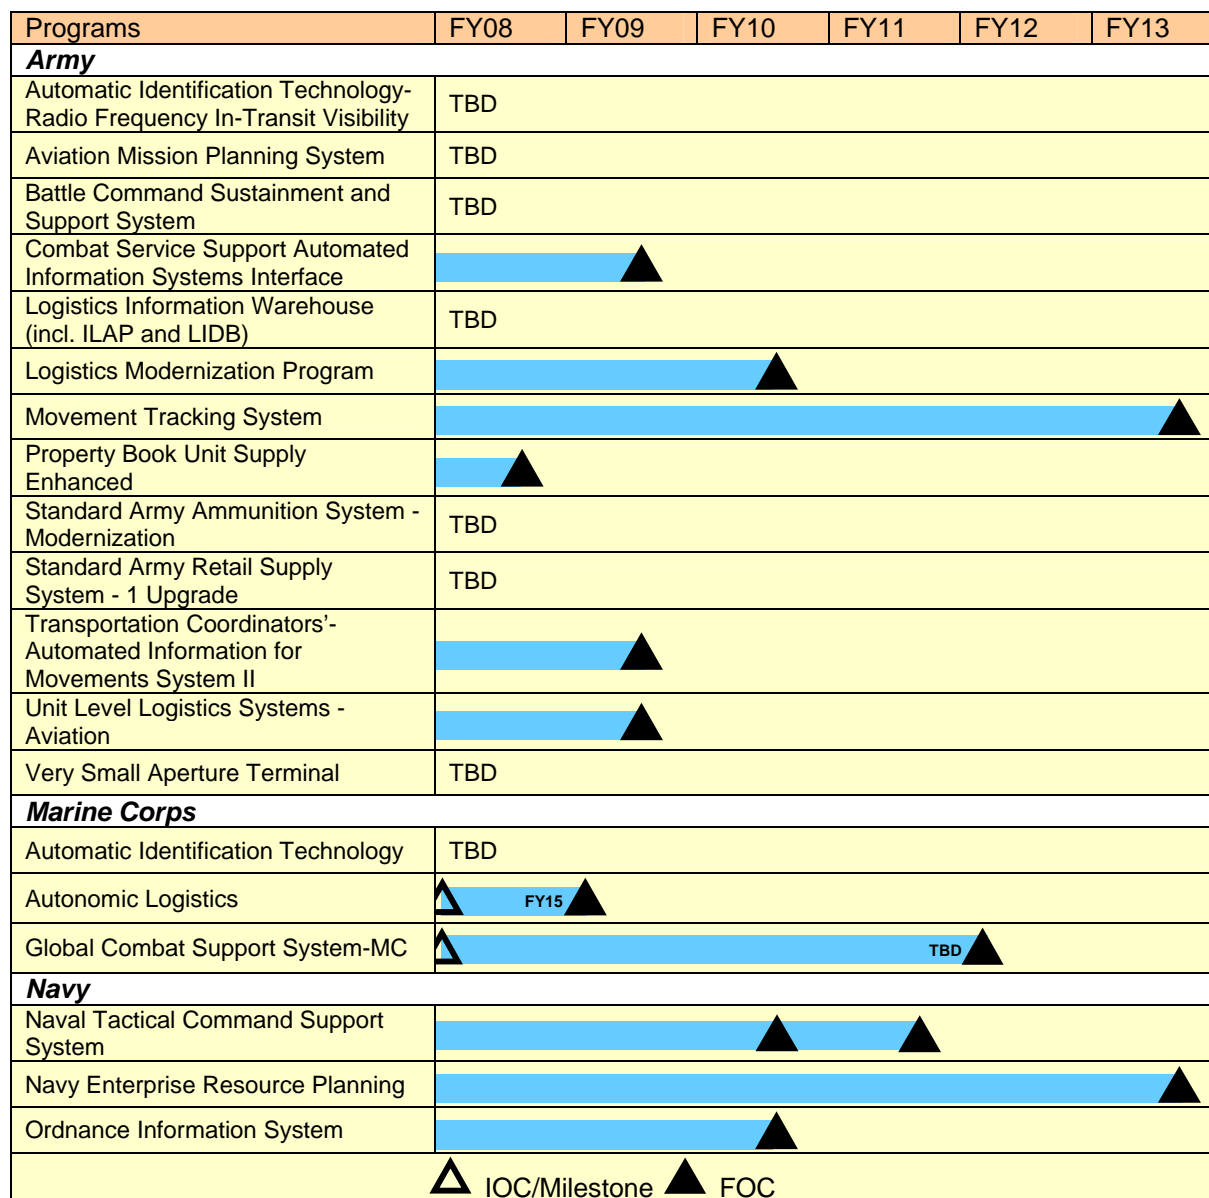 Programs FY08 FY09 FY10 FY11 FY12 FY13
Army
Automatic Identification Technology-
Radio Frequency In-Transit Visibility
TBD
Aviation Mission Planning System TBD
Battle Command Sustainment and
Support System
TBD
Combat Service Support Automated
Information Systems Interface
Logistics Information Warehouse
(incl. ILAP and LIDB)
TBD
Logistics Modernization Program
Movement Tracking System
Property Book Unit Supply
Enhanced
Standard Army Ammunition System -
Modernization
TBD
Standard Army Retail Supply
System - 1 Upgrade
TBD
Transportation Coordinators’-
Automated Information for
Movements System II
Unit Level Logistics Systems -
Aviation
Very Small Aperture Terminal TBD
Marine Corps
Automatic Identification Technology TBD
Autonomic Logistics FY15
Global Combat Support System-MC TBD
Navy
Naval Tactical Command Support
System
Navy Enterprise Resource Planning
Ordnance Information System
IOC/Milestone FOC